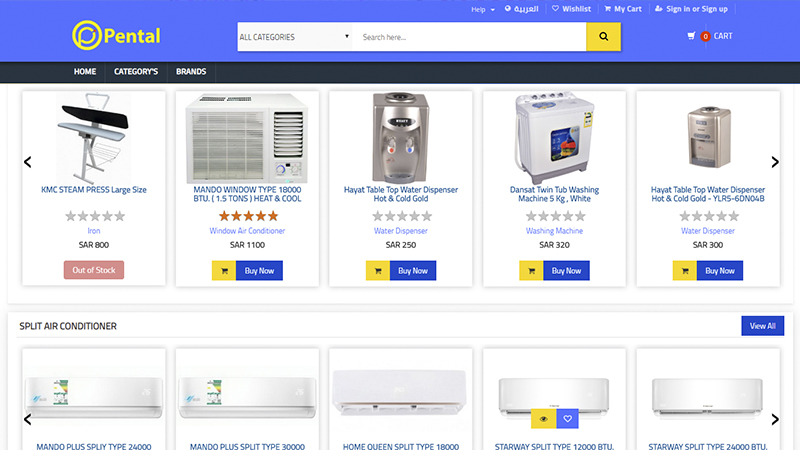 Help العربية Wishlist My Cart Sign in or Sign up
Pental
ALL CATEGORIES Search here... 0 CART
HOME CATEGORY'S BRANDS
KMC STEAM PRESS Large Size
Iron
SAR 800
Out of Stock
MANDO WINDOW TYPE 18000
BTU. ( 1.5 TONS ) HEAT & COOL
Window Air Conditioner
SAR 1100
Buy Now
Hayat Table Top Water Dispenser
Hot & Cold Gold
Water Dispenser
SAR 250
Buy Now
Dansat Twin Tub Washing
Machine 5 Kg , White
Washing Machine
SAR 320
Buy Now
Hayat Table Top Water Dispenser
Hot & Cold Gold - YLR5-6DN04B
Water Dispenser
SAR 300
Buy Now
SPLIT AIR CONDITIONER View All
MANDO PLUS SPLIY TYPE 24000
MANDO PLUS SPLIT TYPE 30000
HOME QUEEN SPLIT TYPE 18000
STARWAY SPLIT TYPE 12000 BTU.
STARWAY SPLIT TYPE 24000 BTU.